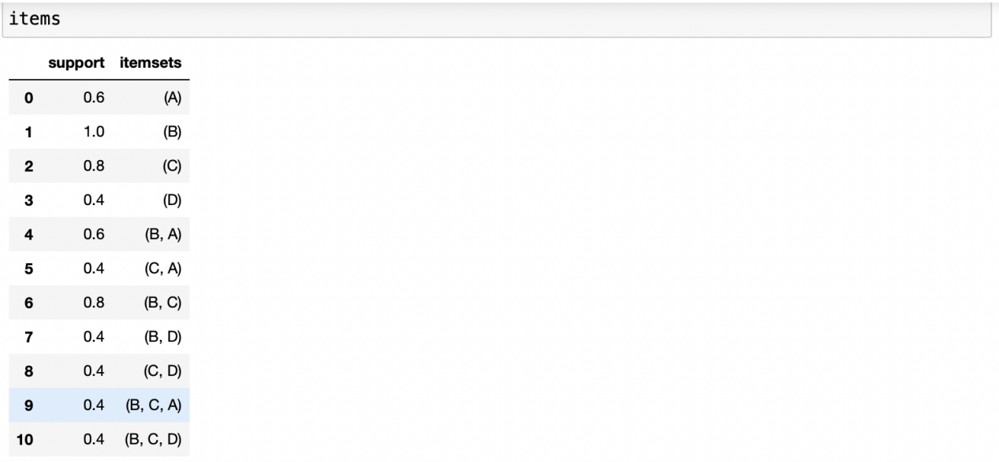 items
support itemsets
0 0.6 (A)
1 1.0 (B)
2 0.8 (C)
3 0.4 (D)
4 0.6 (B, A)
5 0.4 (C, A)
6 0.8 (B, C)
7 0.4 (B, D)
8 0.4 (C, D)
9 0.4 (B, C, A)
10 0.4 (B, C, D)